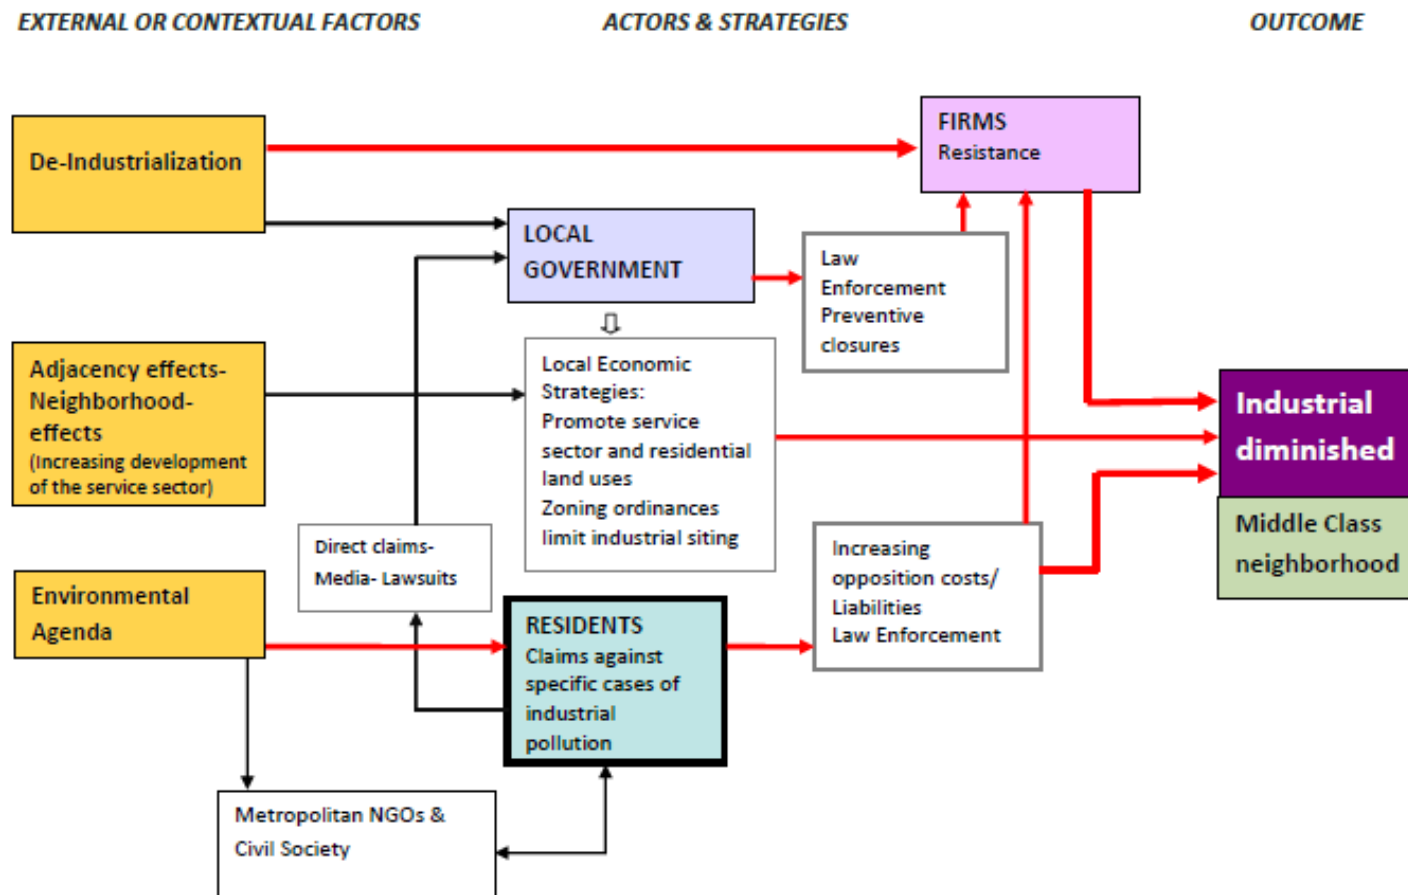 EXTERNAL OR CONTEXTUAL FACTORS
ACTORS & STRATEGIES
OUTCOME
De-Industrialization
FIRMS
Resistance
LOCAL
GOVERNMENT
Law
Enforcement
Preventive
closures
Adjacency effects-
Neighborhood-
effects
(Increasing development
of the service sector)
Local Economic
Strategies:
Promote service
sector and residential
land uses
Zoning ordinances
limit industrial siting
Industrial
diminished
Middle Class
neighborhood
Direct claims-
Media- Lawsuits
Increasing
opposition costs/
Liabilities
Law Enforcement
Environmental
Agenda
RESIDENTS
Claims against
specific cases of
industrial
pollution
Metropolitan NGOs &
Civil Society